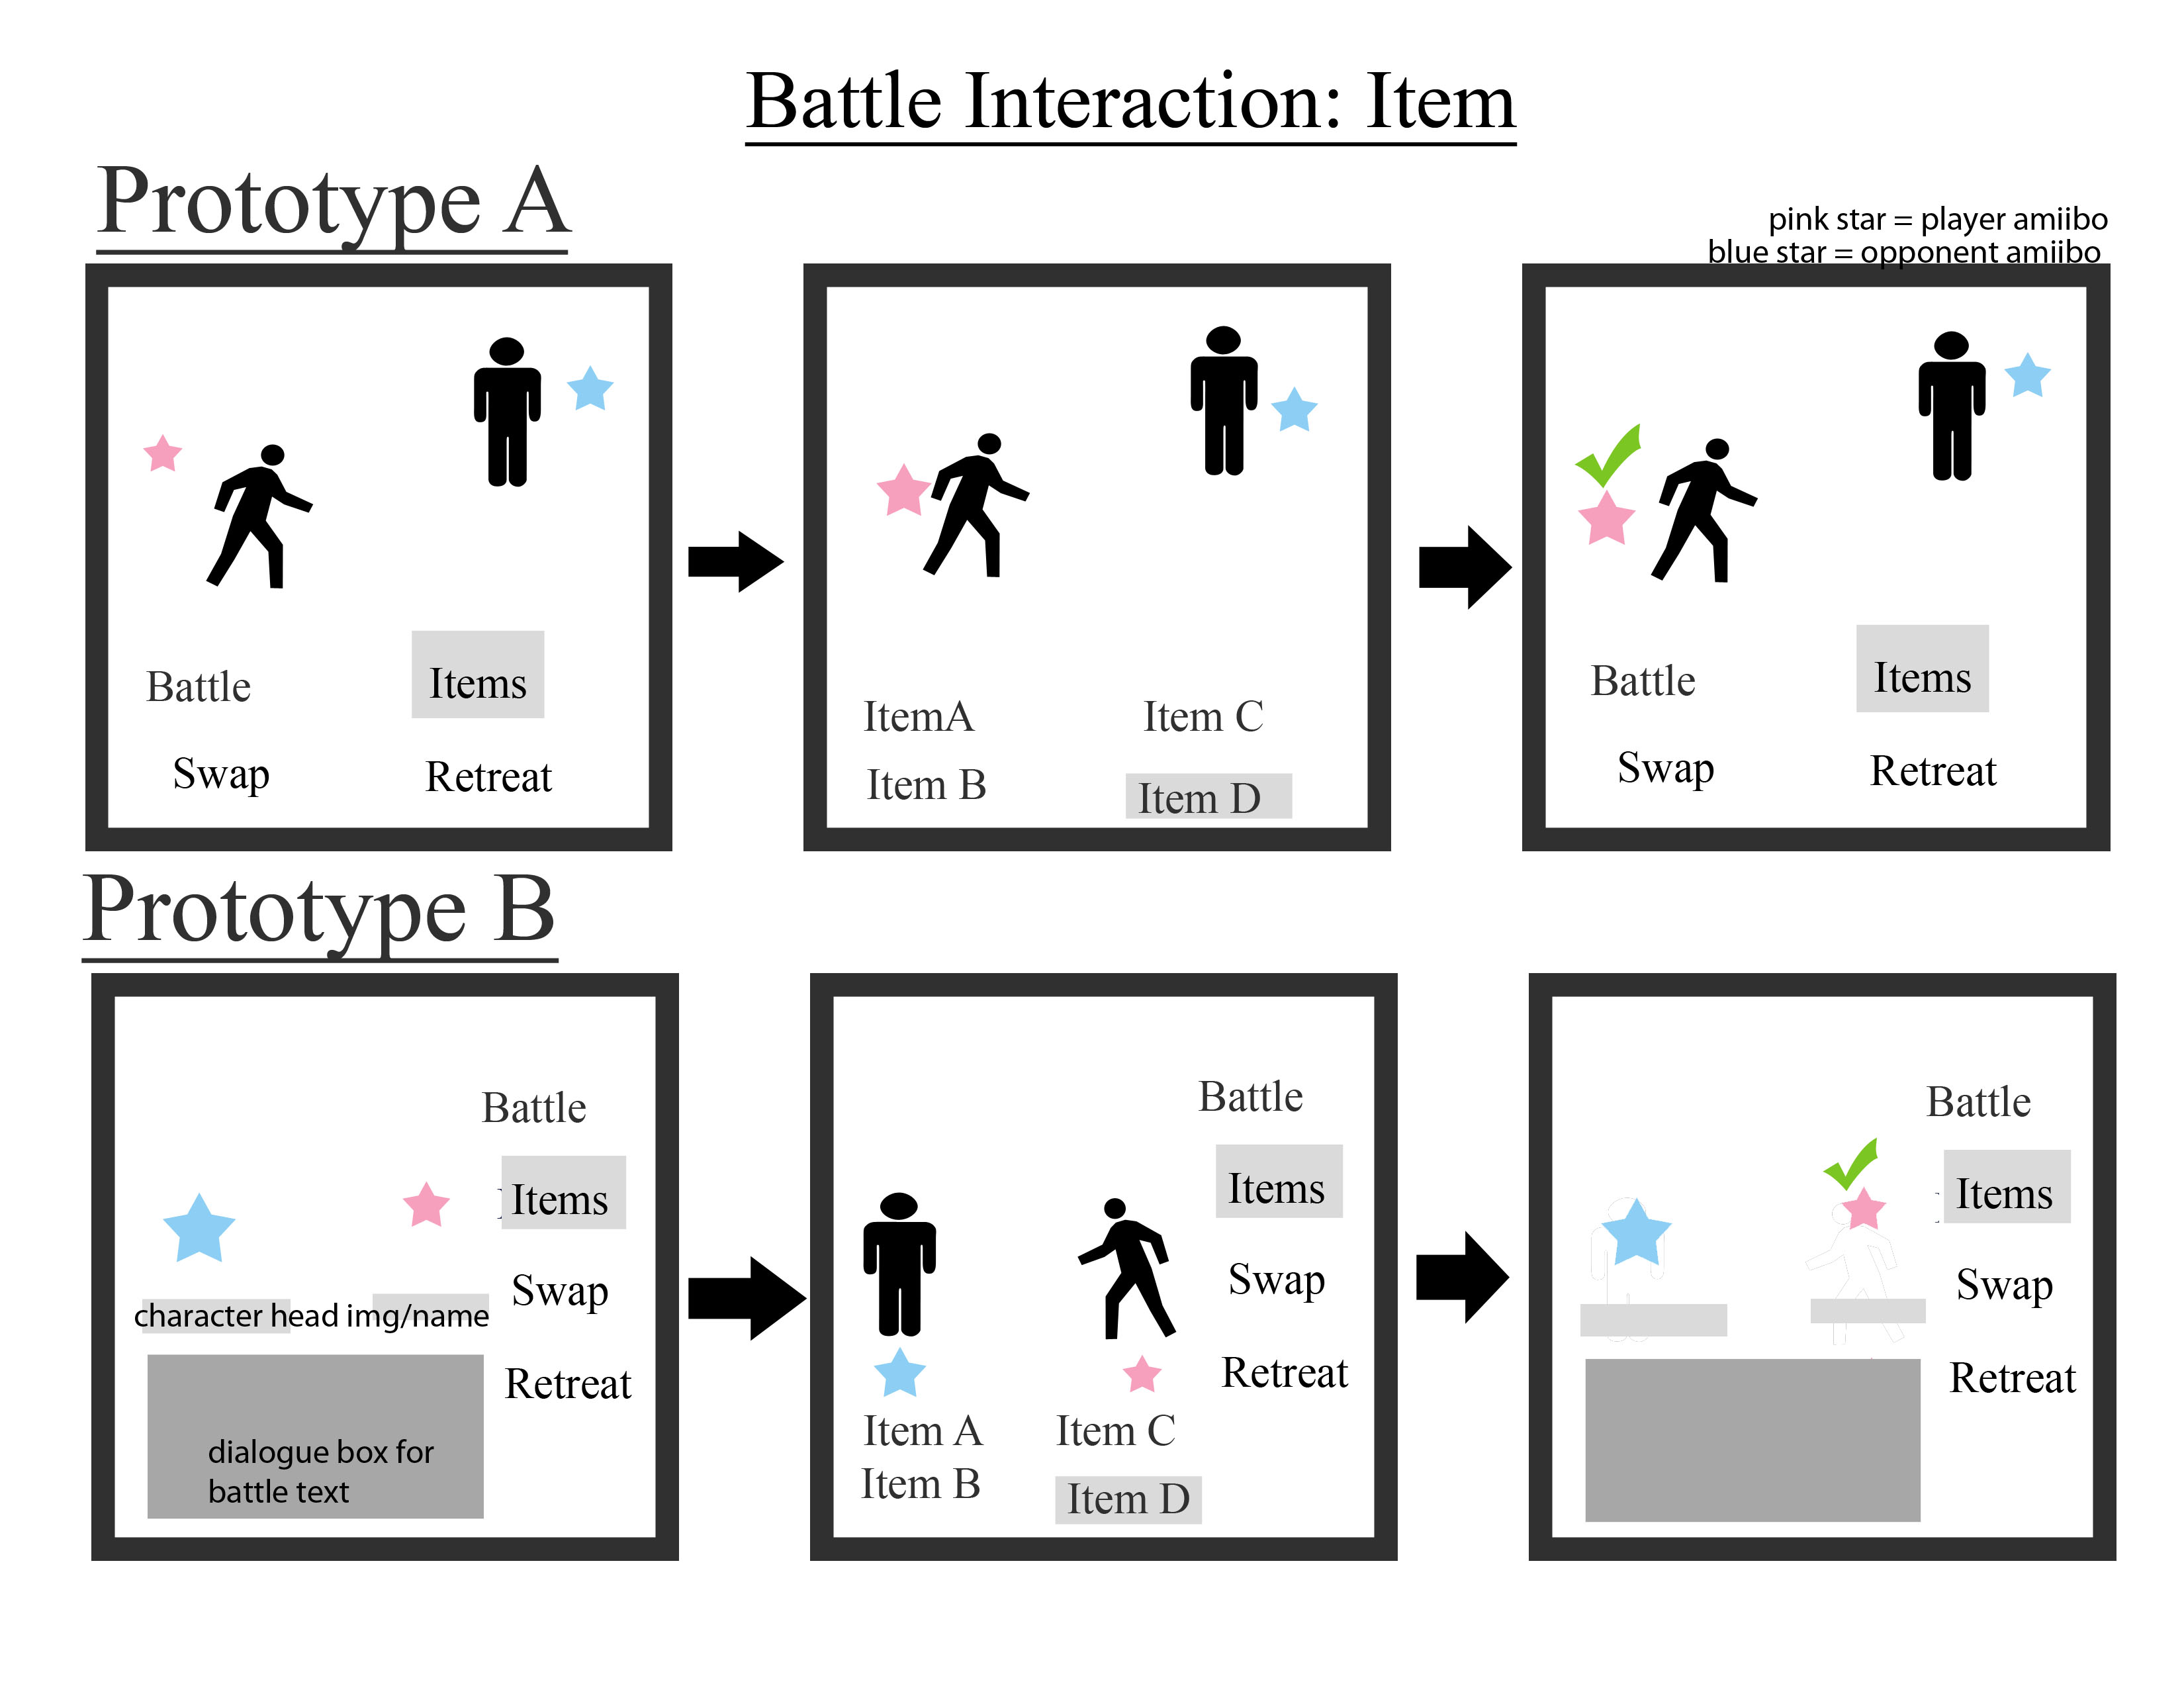 Battle Interaction: Item
Prototype A
pink star = player amiibo
blue star = opponent amiibo
Battle
Items
Swap
Retreat
ItemA
Item C
Item B
Item D
Battle
Items
Swap
Retreat
Prototype B
Battle
Items
Swap
Retreat
character head img/name
dialogue box for
battle text
Battle
Items
Swap
Retreat
Item A
Item C
Item B
Item D
Battle
Items
Swap
Retreat